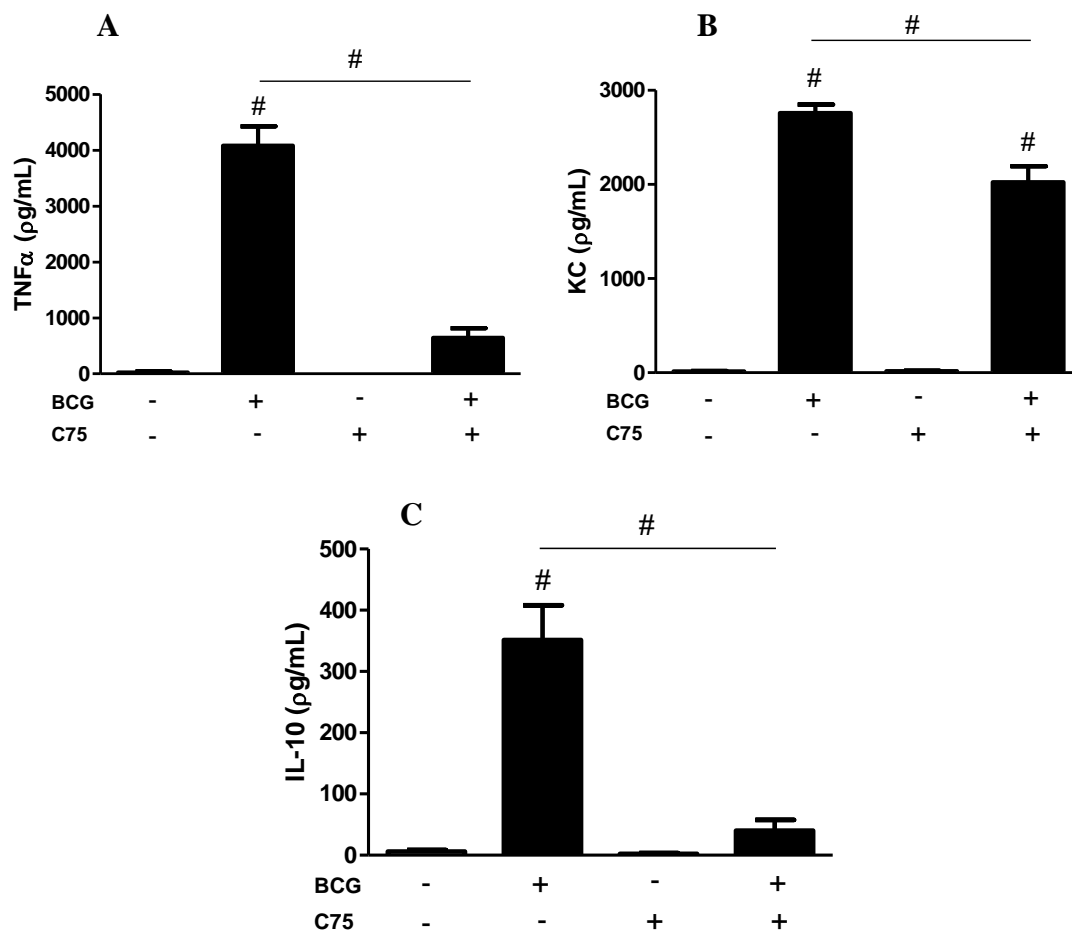 A
#
#
5000
4000
3000
2000
1000
0
TNFα (ρg/mL)
BCG - + - +
C75 - - + +
B
#
#
#
3000
2000
1000
0
KC (ρg/mL)
BCG - + - +
C75 - - + +
C
#
#
500
400
300
200
100
0
IL-10 (ρg/mL)
BCG - + - +
C75 - - + +